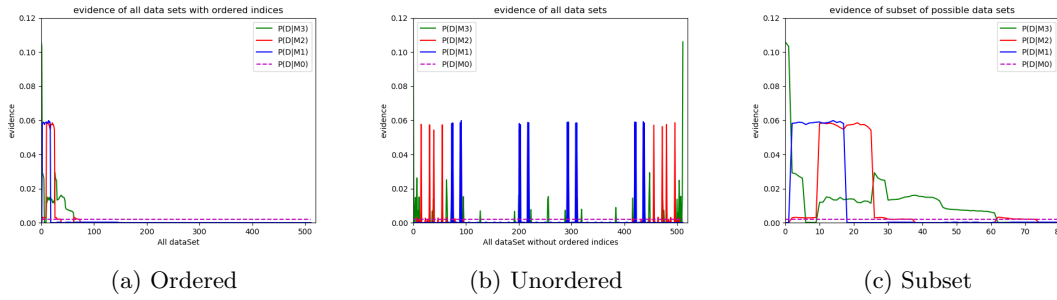 evidence of all data sets with ordered indices
0.12
0.10
0.08
0.06
0.04
0.02
0.00
evidence
P(D|M3)
P(D|M2)
P(D|M1)
P(D|M0)
0 100 200 300 400 500
All dataSet
(a) Ordered
evidence of all data sets
0.12
0.10
0.08
0.06
0.04
0.02
0.00
evidence
P(D|M3)
P(D|M2)
P(D|M1)
P(D|M0)
0 100 200 300 400 500
All dataSet without ordered indices
(b) Unordered
evidence of subset of possible data sets
0.12
0.10
0.08
0.06
0.04
0.02
0.00
evidence
P(D|M3)
P(D|M2)
P(D|M1)
P(D|M0)
0 10 20 30 40 50 60 70 80
(c) Subset